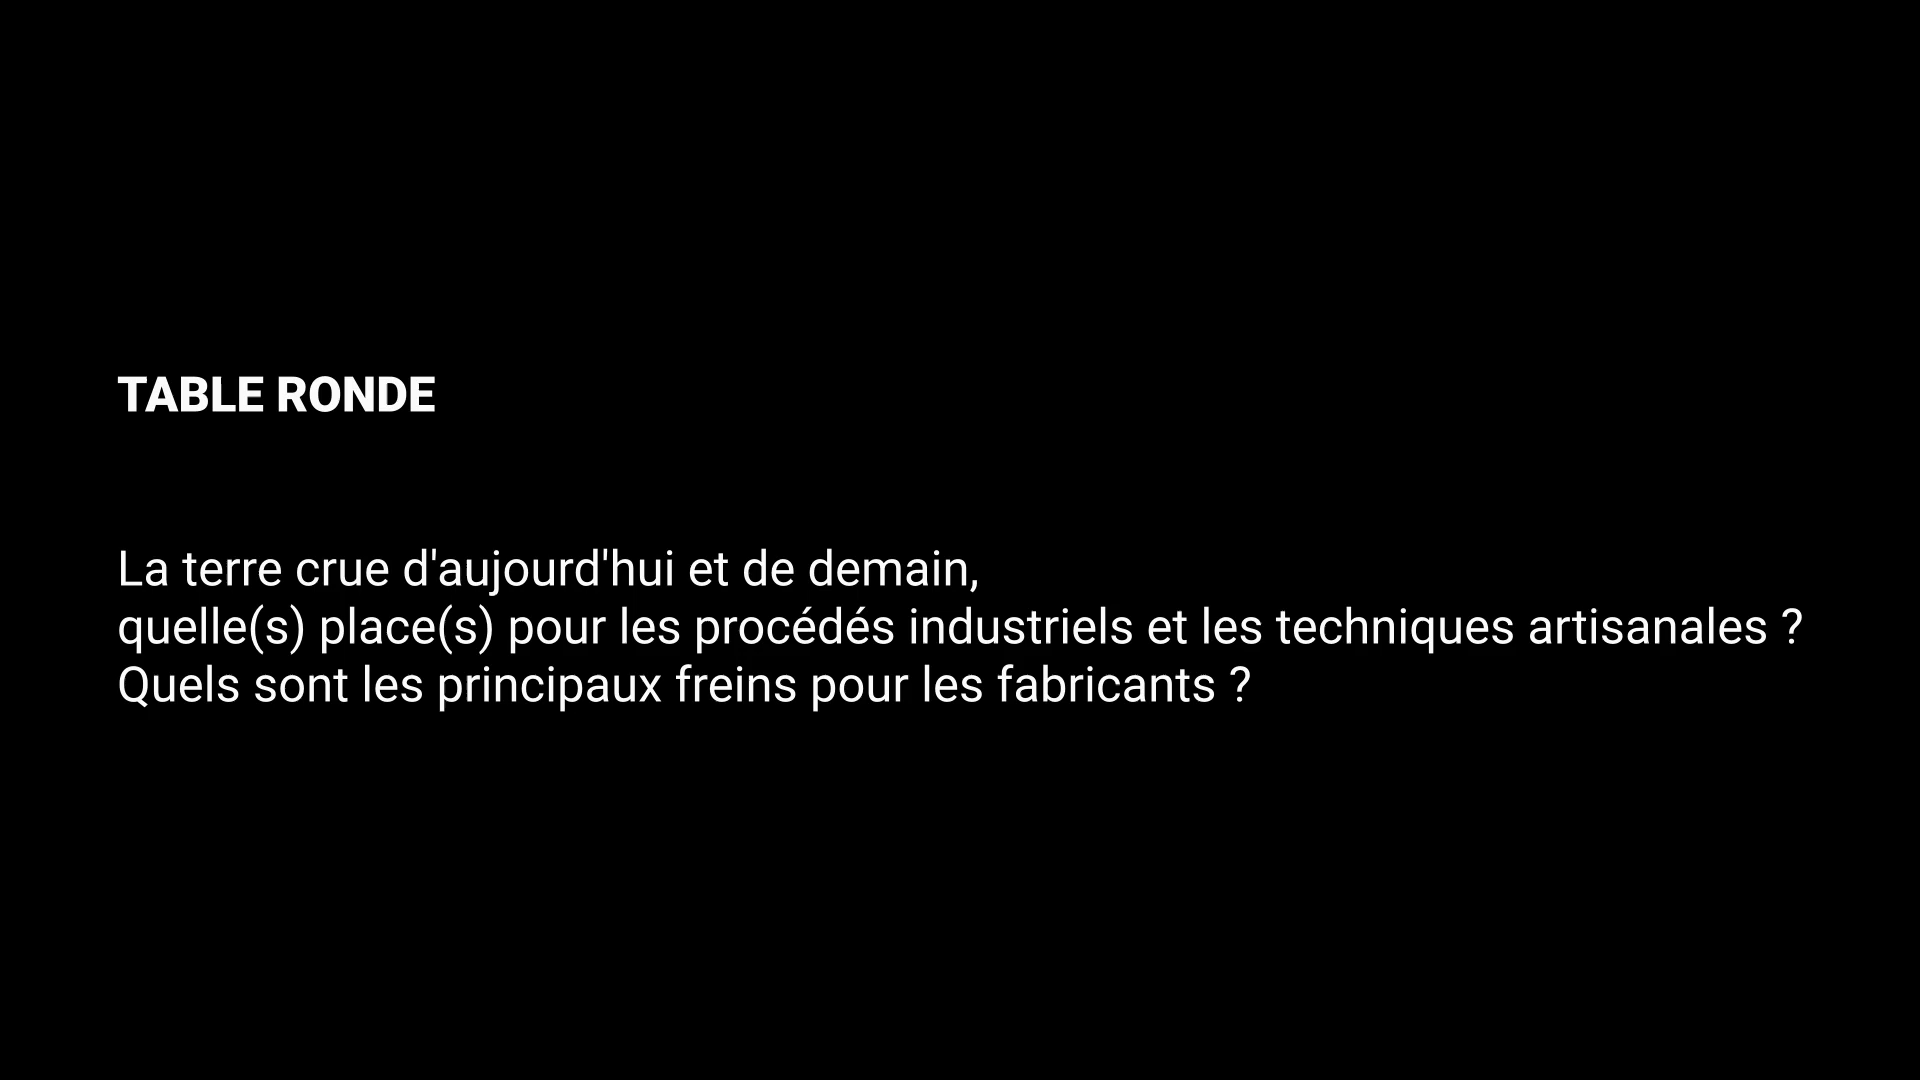 TABLE RONDE
La terre crue d'aujourd'hui et de demain,
quelle(s) place(s) pour les procédés industriels et les techniques artisanales ?
Quels sont les principaux freins pour les fabricants ?